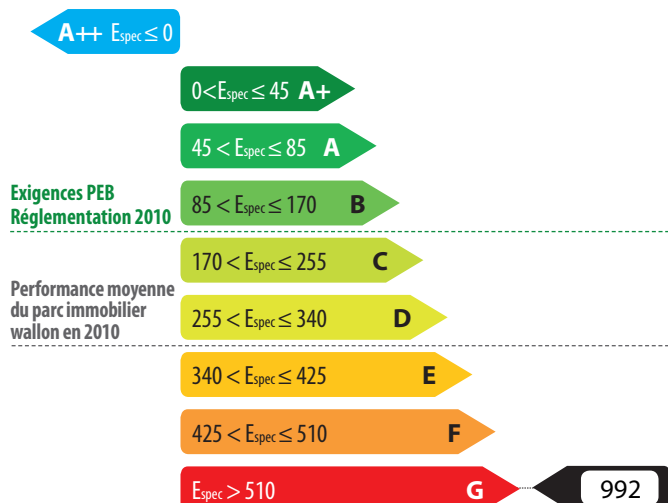 A++ Espec ≤ 0
0<Espec ≤ 45 A+
45 < Espec ≤ 85 A
Exigences PEB
Réglementation 2010
85 < Espec ≤ 170 B
170 < Espec ≤ 255 C
Performance moyenne
du parc immobilier
wallon en 2010
255 < Espec ≤ 340 D
340 < Espec ≤ 425 E
425 < Espec ≤ 510 F
Espec > 510 G
992